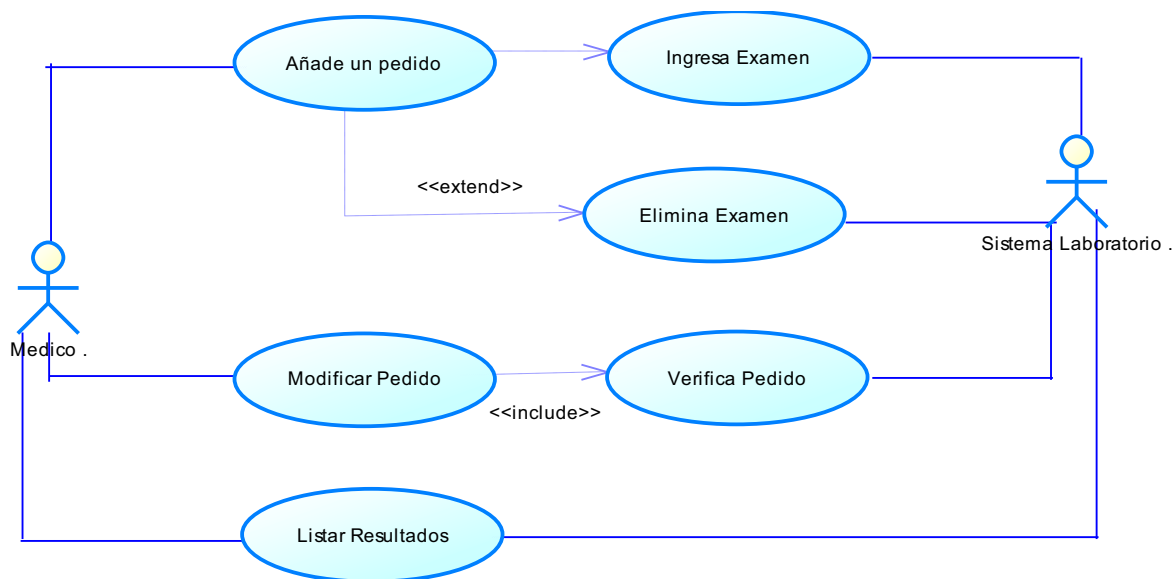 Añade un pedido
Ingresa Examen
<<extend>>
Elimina Examen
Sistema Laboratorio .
Medico .
Modificar Pedido
Verifica Pedido
<<include>>
Listar Resultados